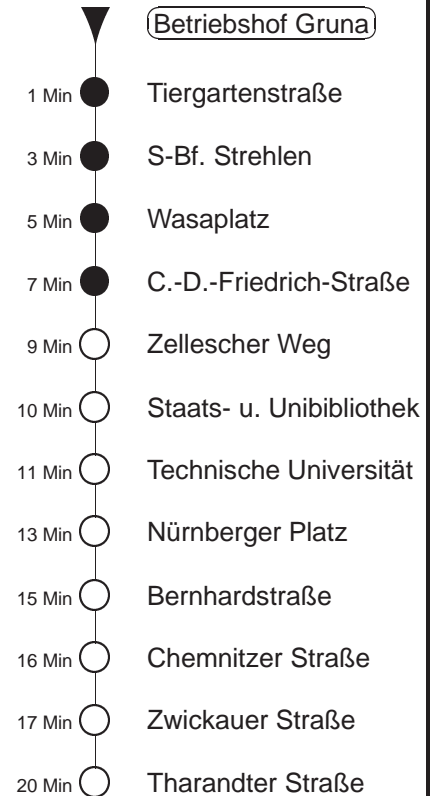 Betriebshof Gruna
1 Min Tiergartenstraße
3 Min S-Bf. Strehlen
5 Min Wasaplatz
7 Min C.-D.-Friedrich-Straße
9 Min Zellescher Weg
10 Min Staats- u. Unibibliothek
11 Min Technische Universität
13 Min Nürnberger Platz
15 Min Bernhardstraße
16 Min Chemnitzer Straße
17 Min Zwickauer Straße
20 Min Tharandter Straße